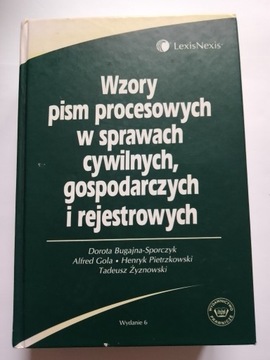 LexisNexis
Wzory
pism procesowych
w sprawach
cywilnych,
gospodarczych
i rejestrowych
Dorota Bugajna-Sporczyk
Alfred Gola • Henryk Pietrzkowski
Tadeusz Żyznowski
Wydanie 6